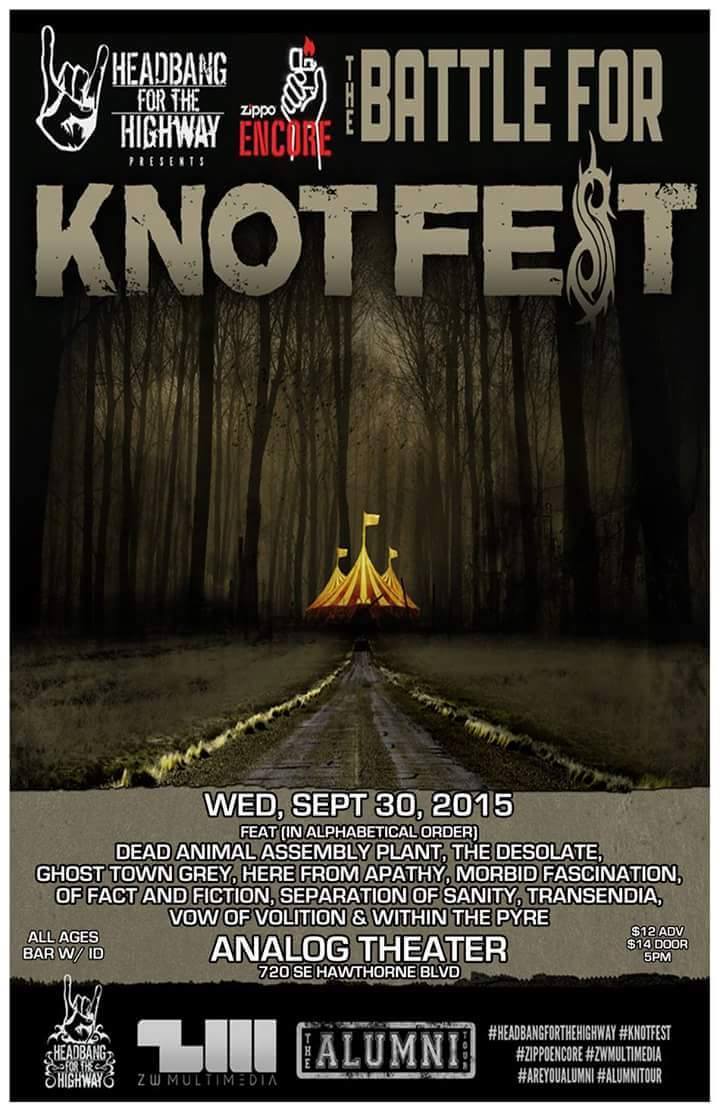 HEADBANG
FOR THE
HIGHWAY
PRESENTS
zippo
ENCORE
THE BATTLE FOR
KNOTFEST
WED, SEPT 30, 2015
FEAT (IN ALPHABETICAL ORDER)
DEAD ANIMAL ASSEMBLY PLANT, THE DESOLATE,
GHOST TOWN GREY, HERE FROM APATHY, MORBID FASCINATION,
OF FACT AND FICTION, SEPARATION OF SANITY, TRANSENDIA,
VOW OF VOLITION & WITHIN THE PYRE
ALL AGES
BAR W/ ID
ANALOG THEATER
720 SE HAWTHORNE BLVD
$12 ADV
$14 DOOR
5PM
HEADBANG
FOR THE
HIGHWAY
ZW MULTIMEDIA
THE ALUMNI TOUR
#HEADBANGFORTHEHIGHWAY #KNOTFEST
#ZIPPOENCORE #ZWMULTIMEDIA
#AREYOUALUMNI #ALUMNITOUR